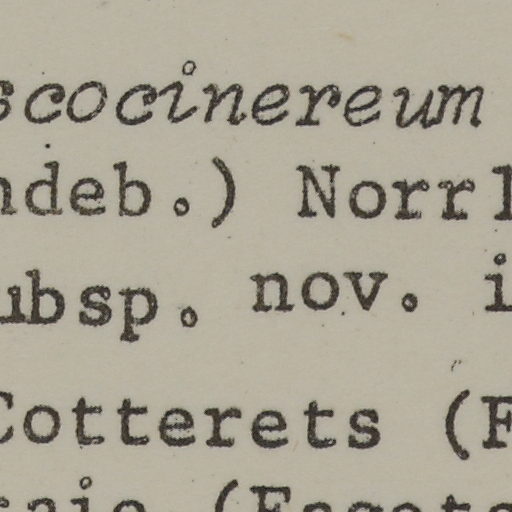 scocinereum
ndeb.) Norrl
ubsp. nov. i
Cotterets (F